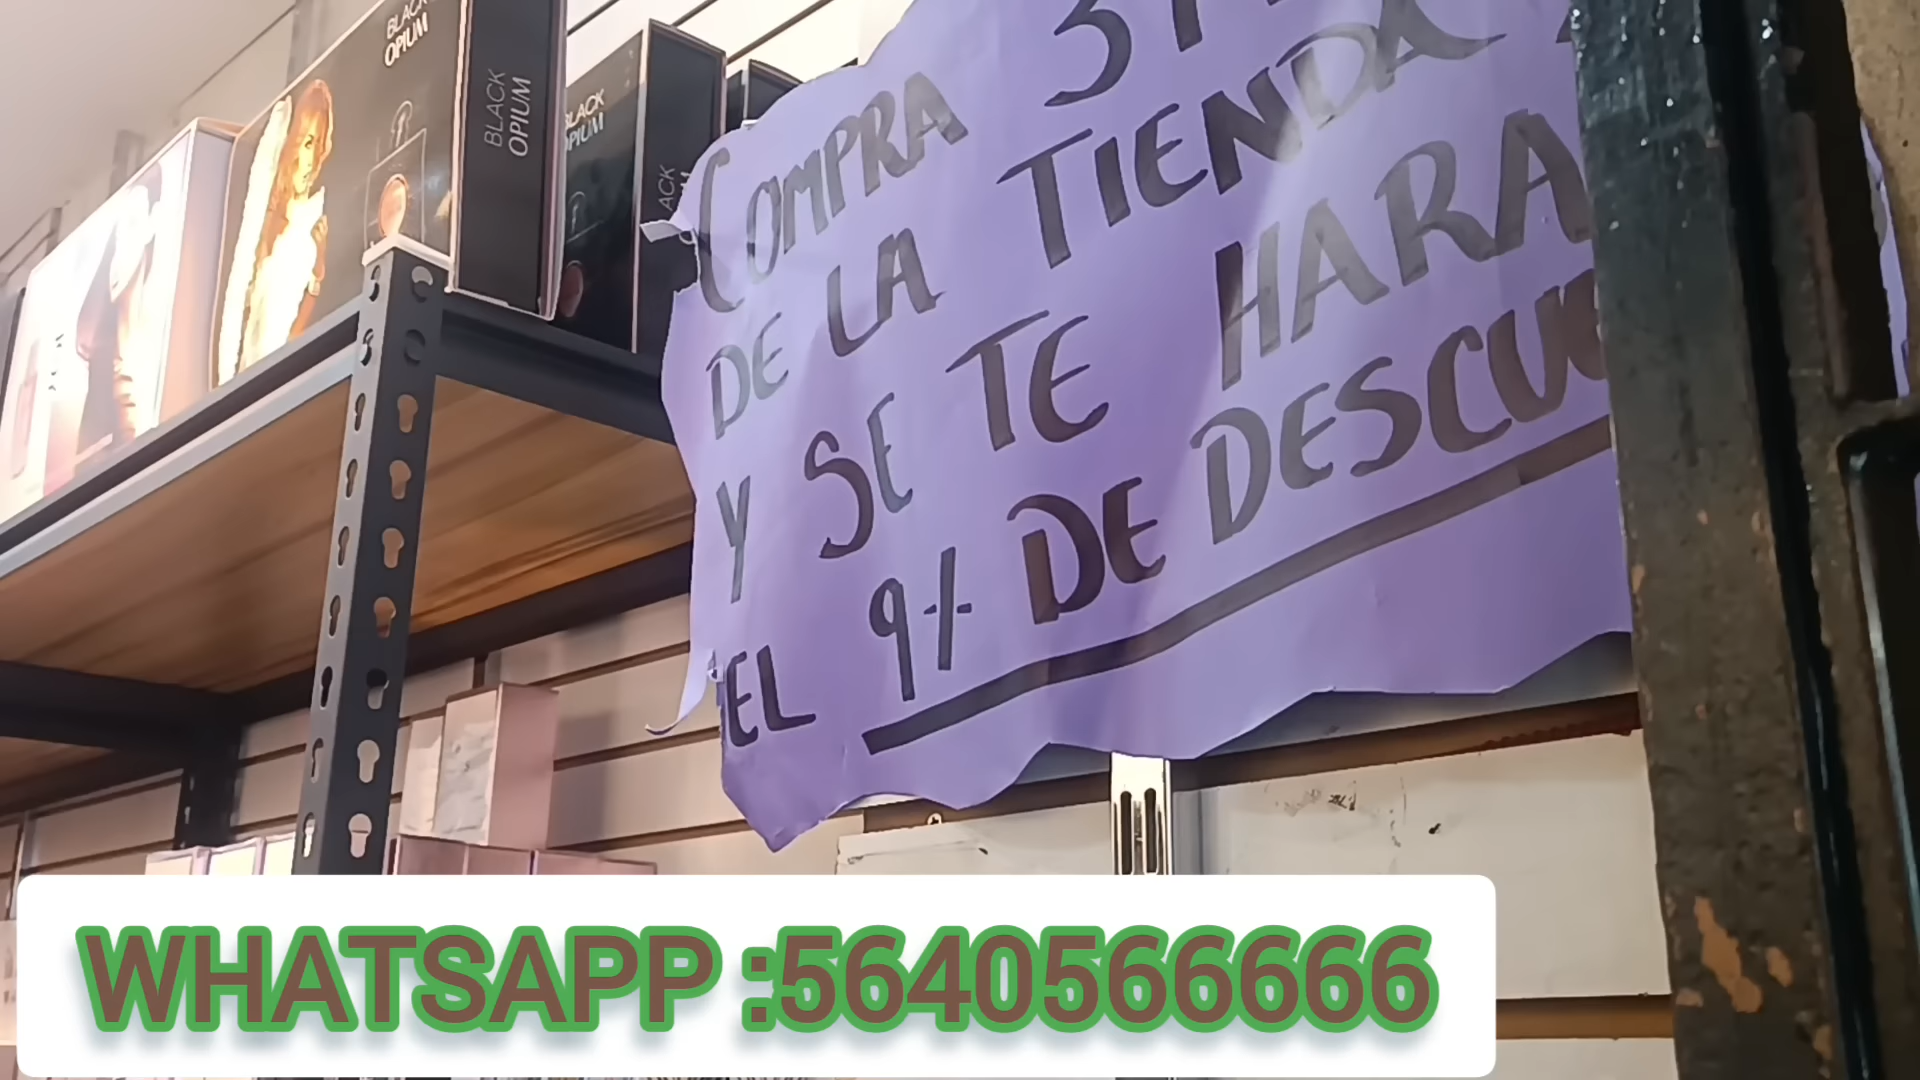 BLACK
OPIUM
BLACK
OPIUM
BLACK
OPIUM
COMPRA 3
DE LA TIENDA
Y SE TE HARA
EL 9% DE
WHATSAPP :5640566666